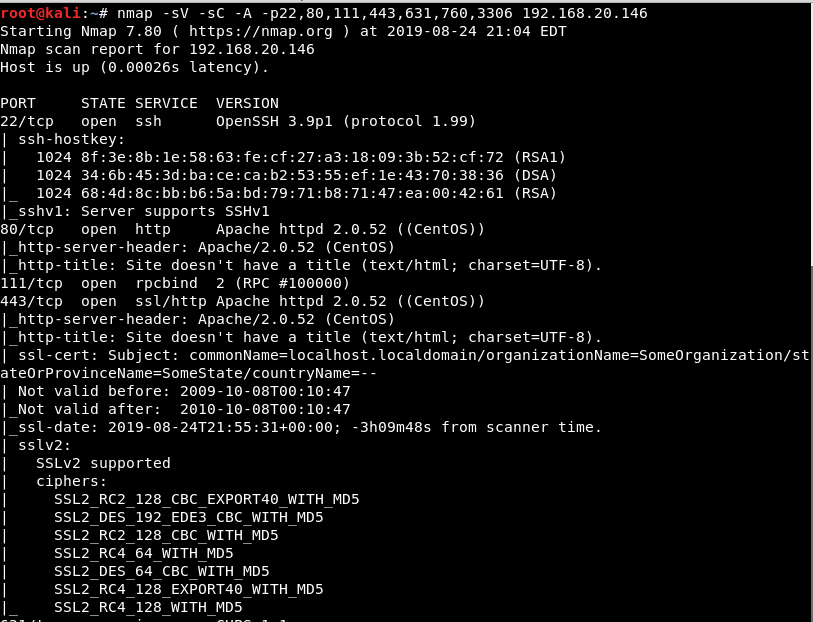 root@kali:~# nmap -sV -sC -A -p22,80,111,443,631,760,3306 192.168.20.146
Starting Nmap 7.80 ( https://nmap.org ) at 2019-08-24 21:04 EDT
Nmap scan report for 192.168.20.146
Host is up (0.00026s latency).

PORT     STATE SERVICE  VERSION
22/tcp   open  ssh      OpenSSH 3.9p1 (protocol 1.99)
| ssh-hostkey:
|   1024 8f:3e:8b:1e:58:63:fe:cf:27:a3:18:09:3b:52:cf:72 (RSA1)
|   1024 34:6b:45:3d:ba:ce:ca:b2:53:55:ef:1e:43:70:38:36 (DSA)
|_  1024 68:4d:8c:bb:b6:5a:bd:79:71:b8:71:47:ea:00:42:61 (RSA)
|_sshv1: Server supports SSHv1
80/tcp   open  http     Apache httpd 2.0.52 ((CentOS))
|_http-server-header: Apache/2.0.52 (CentOS)
|_http-title: Site doesn't have a title (text/html; charset=UTF-8).
111/tcp  open  rpcbind  2 (RPC #100000)
443/tcp  open  ssl/http Apache httpd 2.0.52 ((CentOS))
|_http-server-header: Apache/2.0.52 (CentOS)
|_http-title: Site doesn't have a title (text/html; charset=UTF-8).
| ssl-cert: Subject: commonName=localhost.localdomain/organizationName=SomeOrganization/st
ateOrProvinceName=SomeState/countryName=--
| Not valid before: 2009-10-08T00:10:47
|_Not valid after:  2010-10-08T00:10:47
|_ssl-date: 2019-08-24T21:55:31+00:00; -3h09m48s from scanner time.
| sslv2:
|   SSLv2 supported
|   ciphers:
|     SSL2_RC2_128_CBC_EXPORT40_WITH_MD5
|     SSL2_DES_192_EDE3_CBC_WITH_MD5
|     SSL2_RC2_128_CBC_WITH_MD5
|     SSL2_RC4_64_WITH_MD5
|     SSL2_DES_64_CBC_WITH_MD5
|     SSL2_RC4_128_EXPORT40_WITH_MD5
|_    SSL2_RC4_128_WITH_MD5